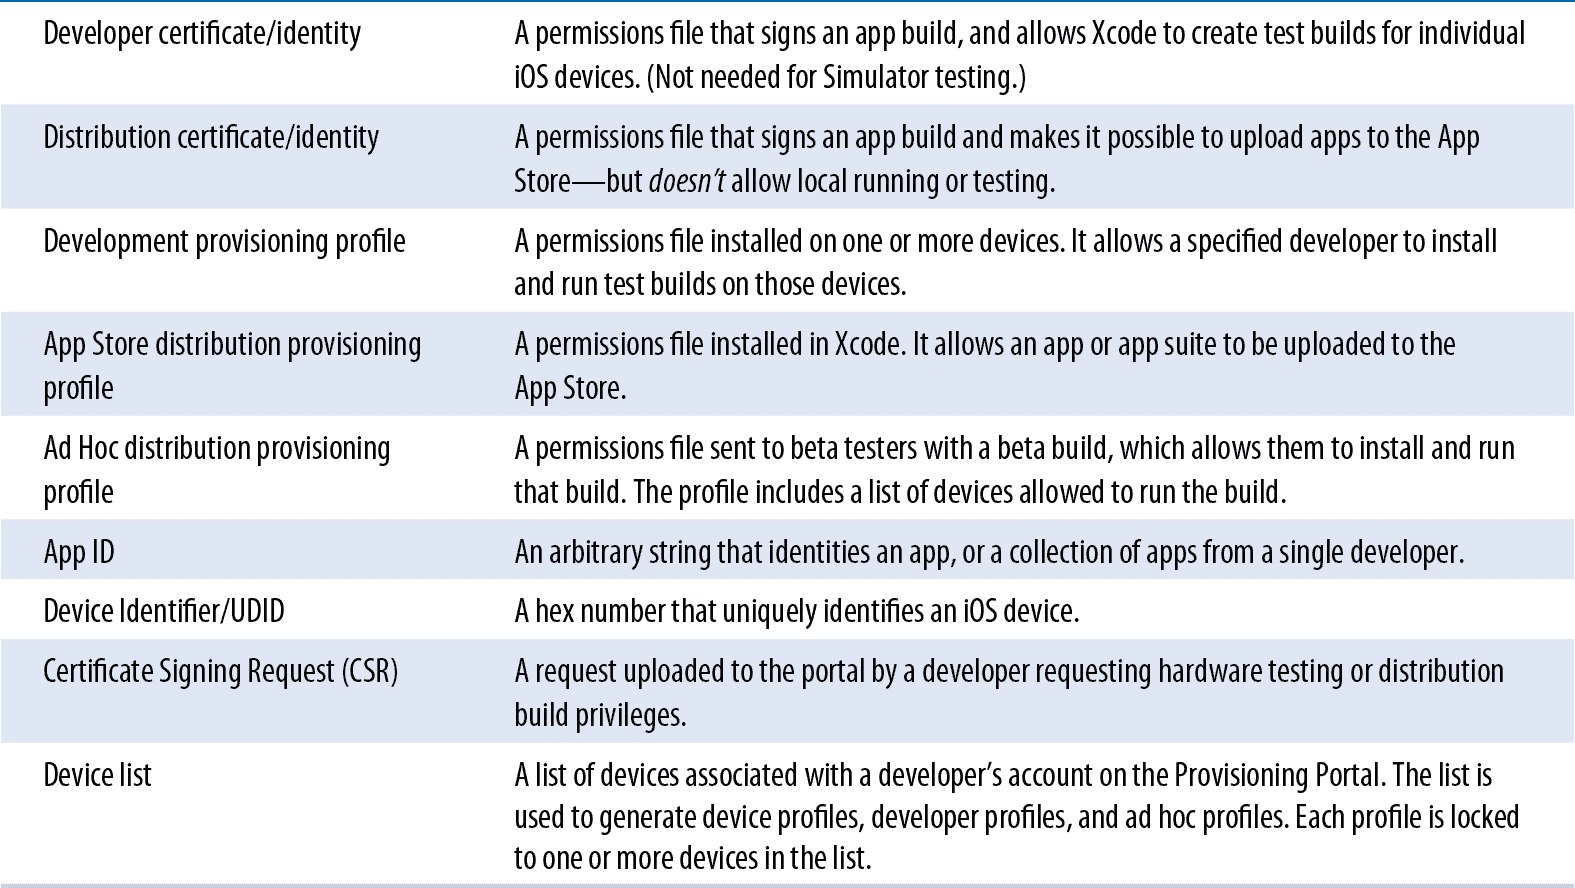 Developer certificate/identity
A permissions file that signs an app build, and allows Xcode to create test builds for individual
iOS devices. (Not needed for Simulator testing.)
Distribution certificate/identity
A permissions file that signs an app build and makes it possible to upload apps to the App
Store—but doesn’t allow local running or testing.
Development provisioning profile
A permissions file installed on one or more devices. It allows a specified developer to install
and run test builds on those devices.
App Store distribution provisioning
profile
A permissions file installed in Xcode. It allows an app or app suite to be uploaded to the
App Store.
Ad Hoc distribution provisioning
profile
A permissions file sent to beta testers with a beta build, which allows them to install and run
that build. The profile includes a list of devices allowed to run the build.
App ID
An arbitrary string that identities an app, or a collection of apps from a single developer.
Device Identifier/UDID
A hex number that uniquely identifies an iOS device.
Certificate Signing Request (CSR)
A request uploaded to the portal by a developer requesting hardware testing or distribution
build privileges.
Device list
A list of devices associated with a developer’s account on the Provisioning Portal. The list is
used to generate device profiles, developer profiles, and ad hoc profiles. Each profile is locked
to one or more devices in the list.